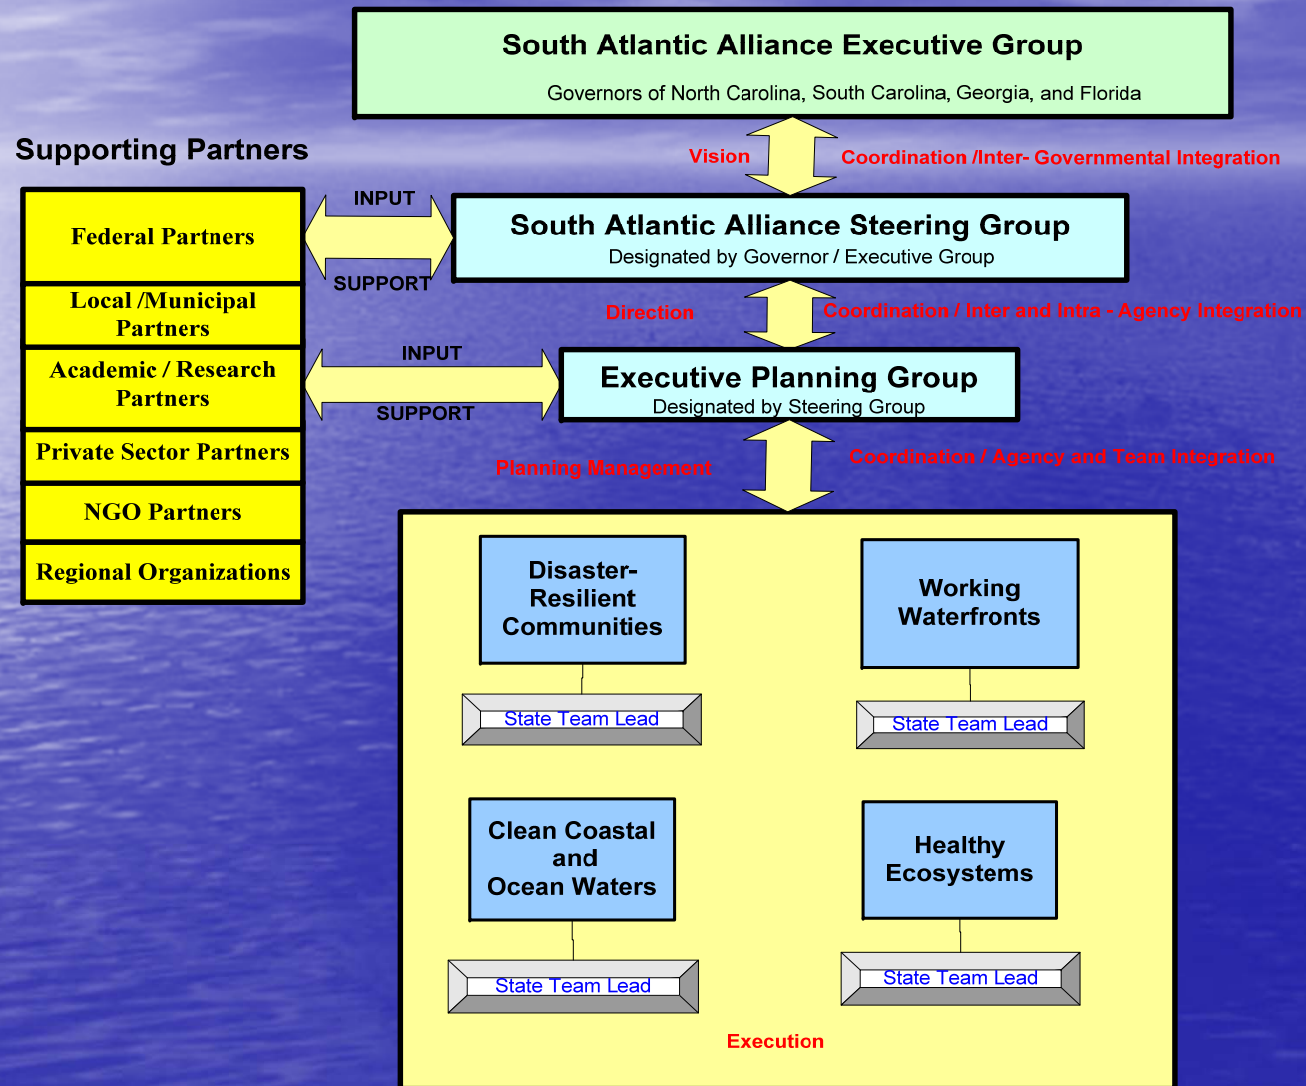 South Atlantic Alliance Executive Group
Governors of North Carolina, South Carolina, Georgia, and Florida
Supporting Partners
Vision
Coordination /Inter- Governmental Integration
Federal Partners
Local /Municipal
Partners
Academic / Research
Partners
Private Sector Partners
NGO Partners
Regional Organizations
INPUT
SUPPORT
South Atlantic Alliance Steering Group
Designated by Governor / Executive Group
Direction
Coordination / Inter and Intra - Agency Integration
INPUT
SUPPORT
Executive Planning Group
Designated by Steering Group
Planning Management
Coordination / Agency and Team Integration
Disaster-
Resilient
Communities
State Team Lead
Working
Waterfronts
State Team Lead
Clean Coastal
and
Ocean Waters
State Team Lead
Healthy
Ecosystems
State Team Lead
Execution